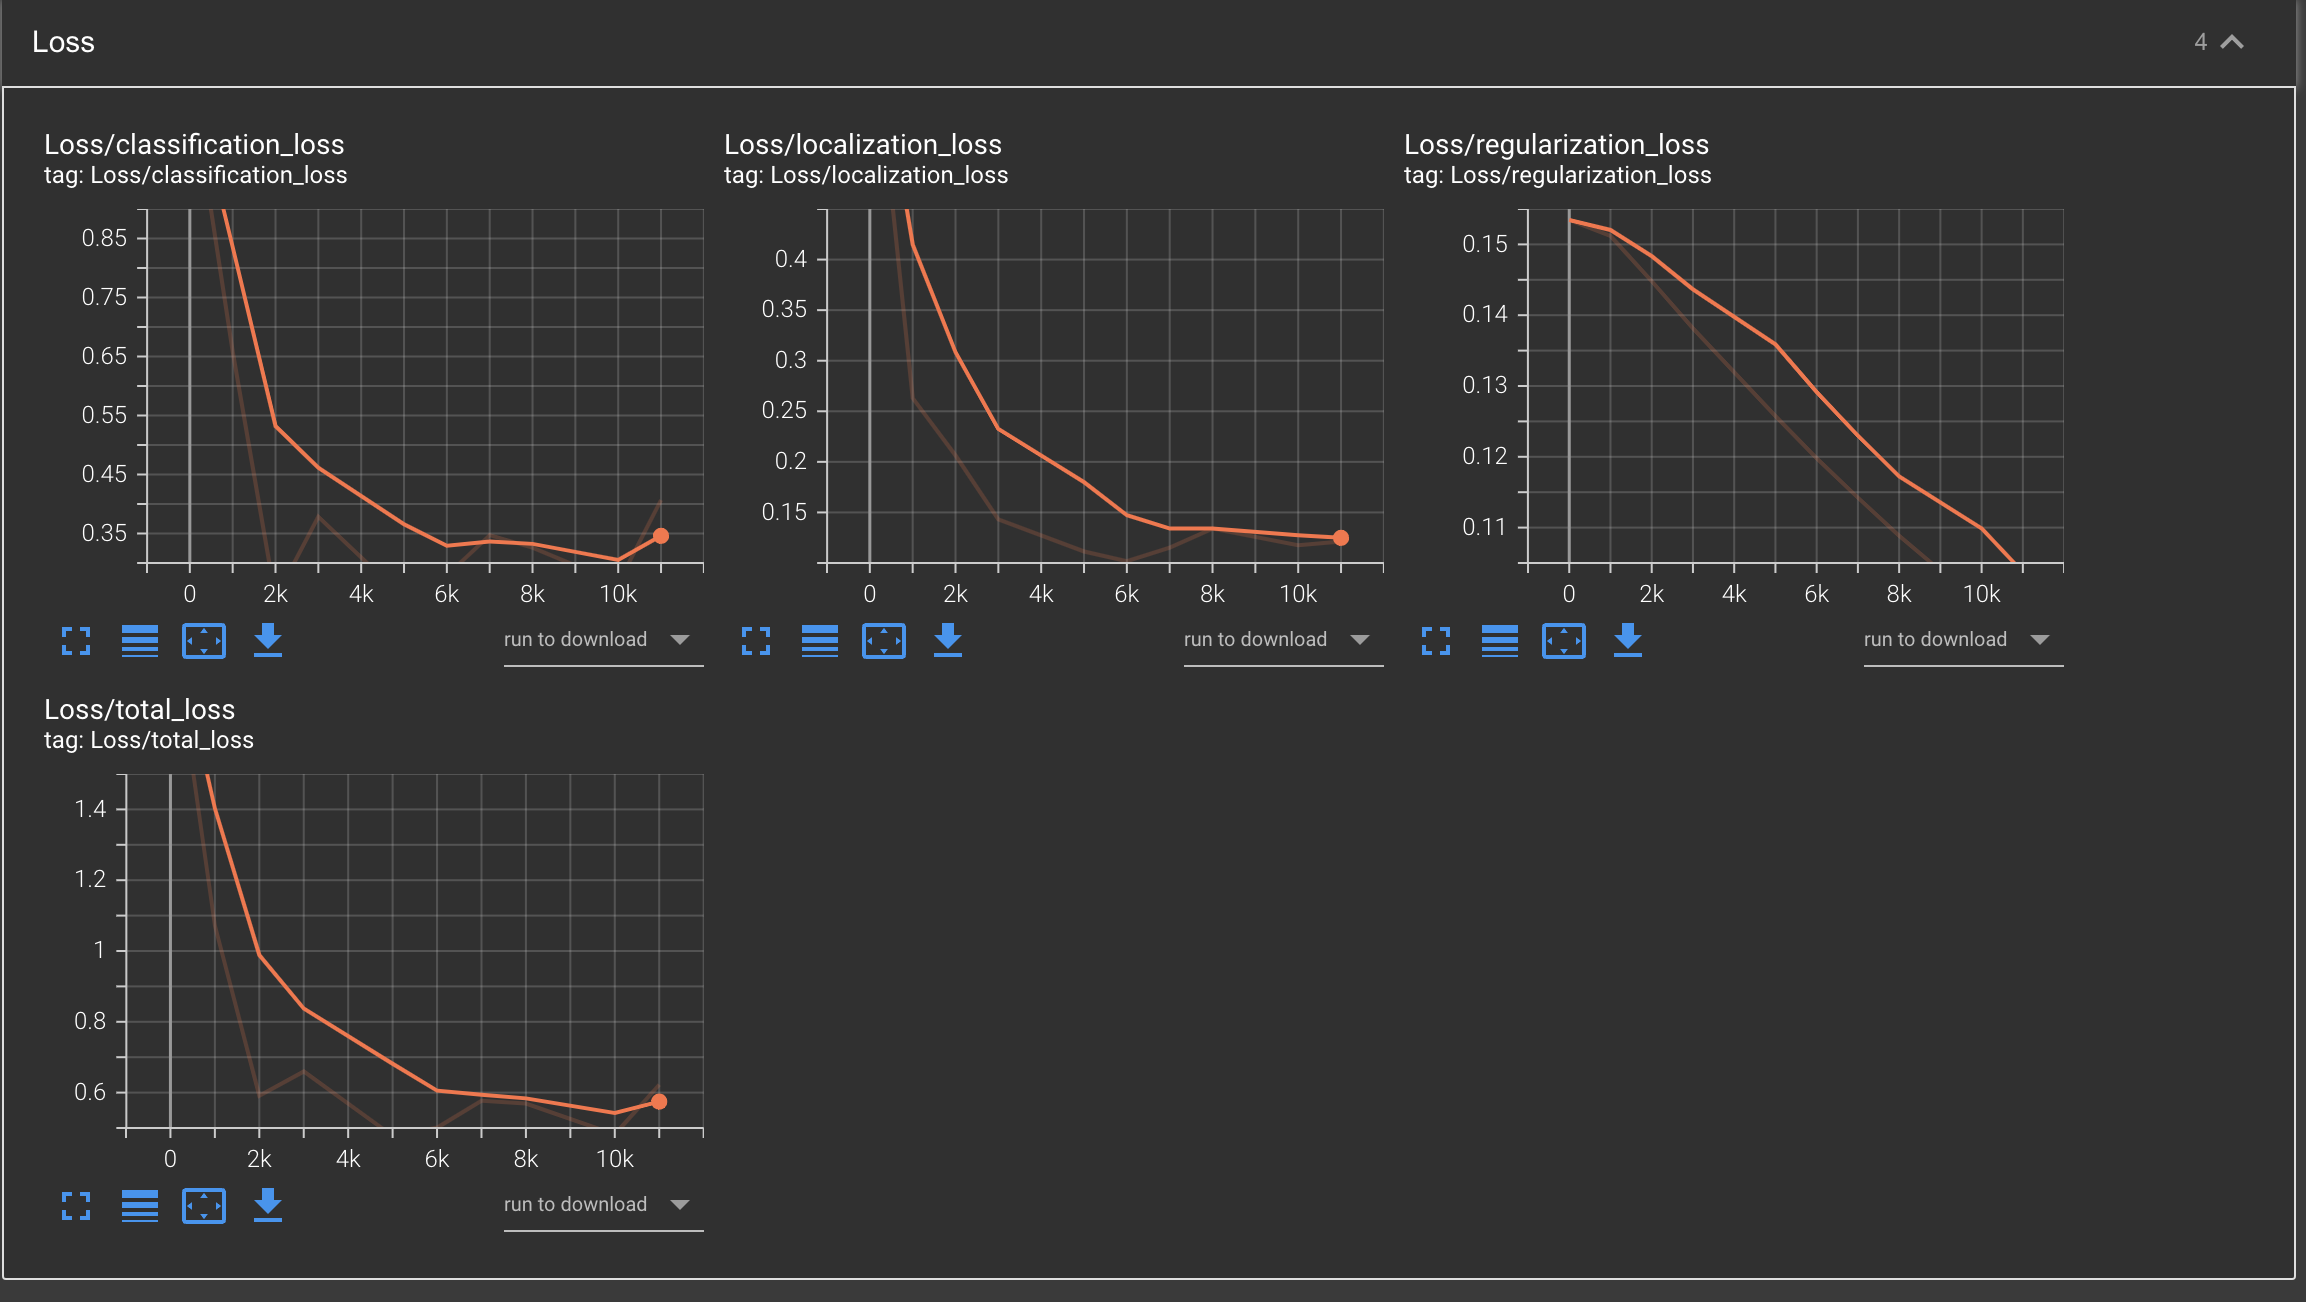 Loss
4
Loss/classification_loss
tag: Loss/classification_loss
0.85
0.75
0.65
0.55
0.45
0.35
0 2k 4k 6k 8k 10k
run to download
Loss/localization_loss
tag: Loss/localization_loss
0.4
0.35
0.3
0.25
0.2
0.15
0 2k 4k 6k 8k 10k
run to download
Loss/regularization_loss
tag: Loss/regularization_loss
0.15
0.14
0.13
0.12
0.11
0 2k 4k 6k 8k 10k
run to download
Loss/total_loss
tag: Loss/total_loss
1.4
1.2
1
0.8
0.6
0 2k 4k 6k 8k 10k
run to download